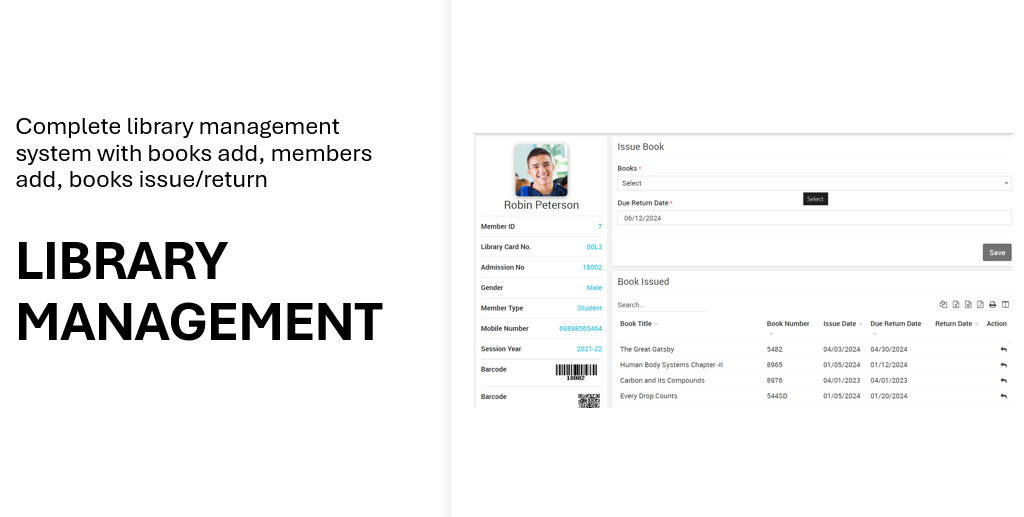 Complete library management
system with books add, members
add, books issue/return
LIBRARY
MANAGEMENT
Robin Peterson
Member ID 7
Library Card No. 00L3
Admission No 18002
Gender Male
Member Type Student
Mobile Number 69898565464
Session Year 2021-22
Barcode
18002
Barcode
Issue Book
Books *
Select
Select
Due Return Date *
06/12/2024
Save
Book Issued
Search...
Book Title Book Number Issue Date Due Return Date Return Date Action
The Great Gatsby 5482 04/03/2024 04/30/2024
Human Body Systems Chapter -II 8965 01/05/2024 01/12/2024
Carbon and its Compounds 8976 04/01/2023 04/01/2023
Every Drop Counts 544SD 01/05/2024 01/20/2024